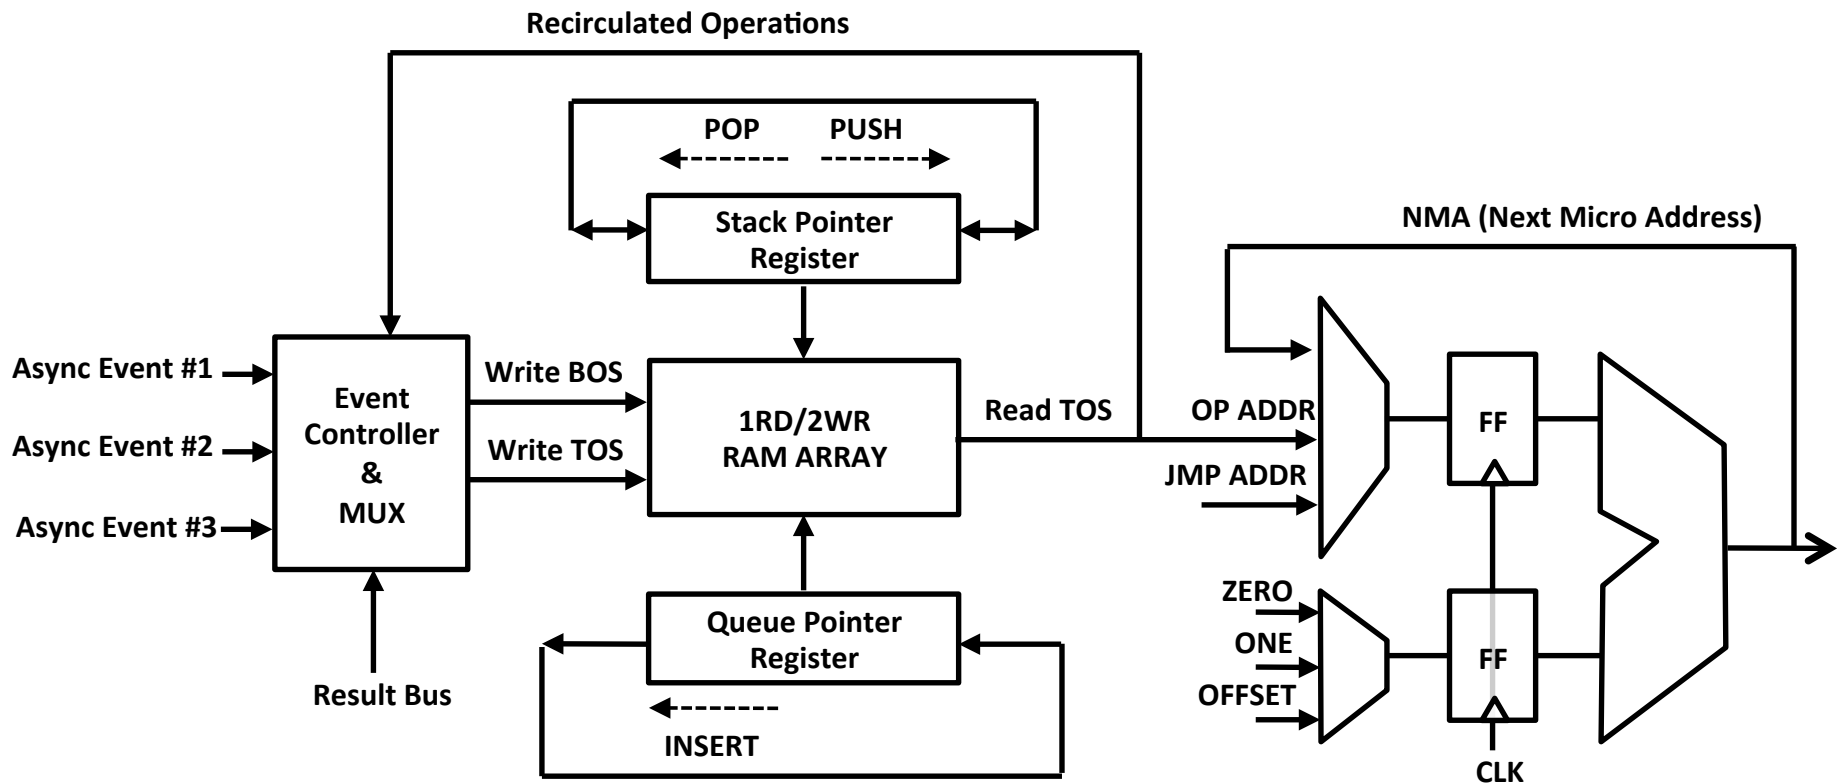 Recirculated Operations
POP
PUSH
Stack Pointer
Register
NMA (Next Micro Address)
Async Event #1
Async Event #2
Async Event #3
Event
Controller
&
MUX
Write BOS
Write TOS
1RD/2WR
RAM ARRAY
Read TOS
OP ADDR
JMP ADDR
FF
Queue Pointer
Register
INSERT
Result Bus
ZERO
ONE
OFFSET
FF
CLK